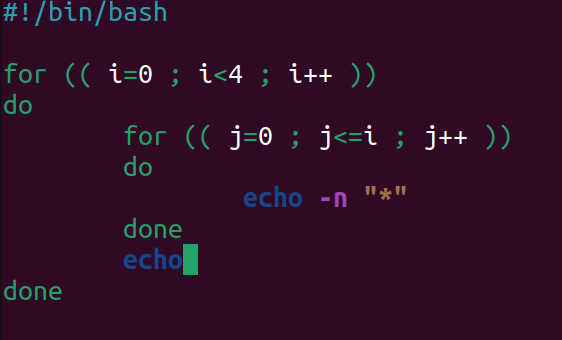 #!/bin/bash
for (( i=0 ; i<4 ; i++ ))
do
for (( j=0 ; j<=i ; j++ ))
do
echo -n "*"
done
echo
done